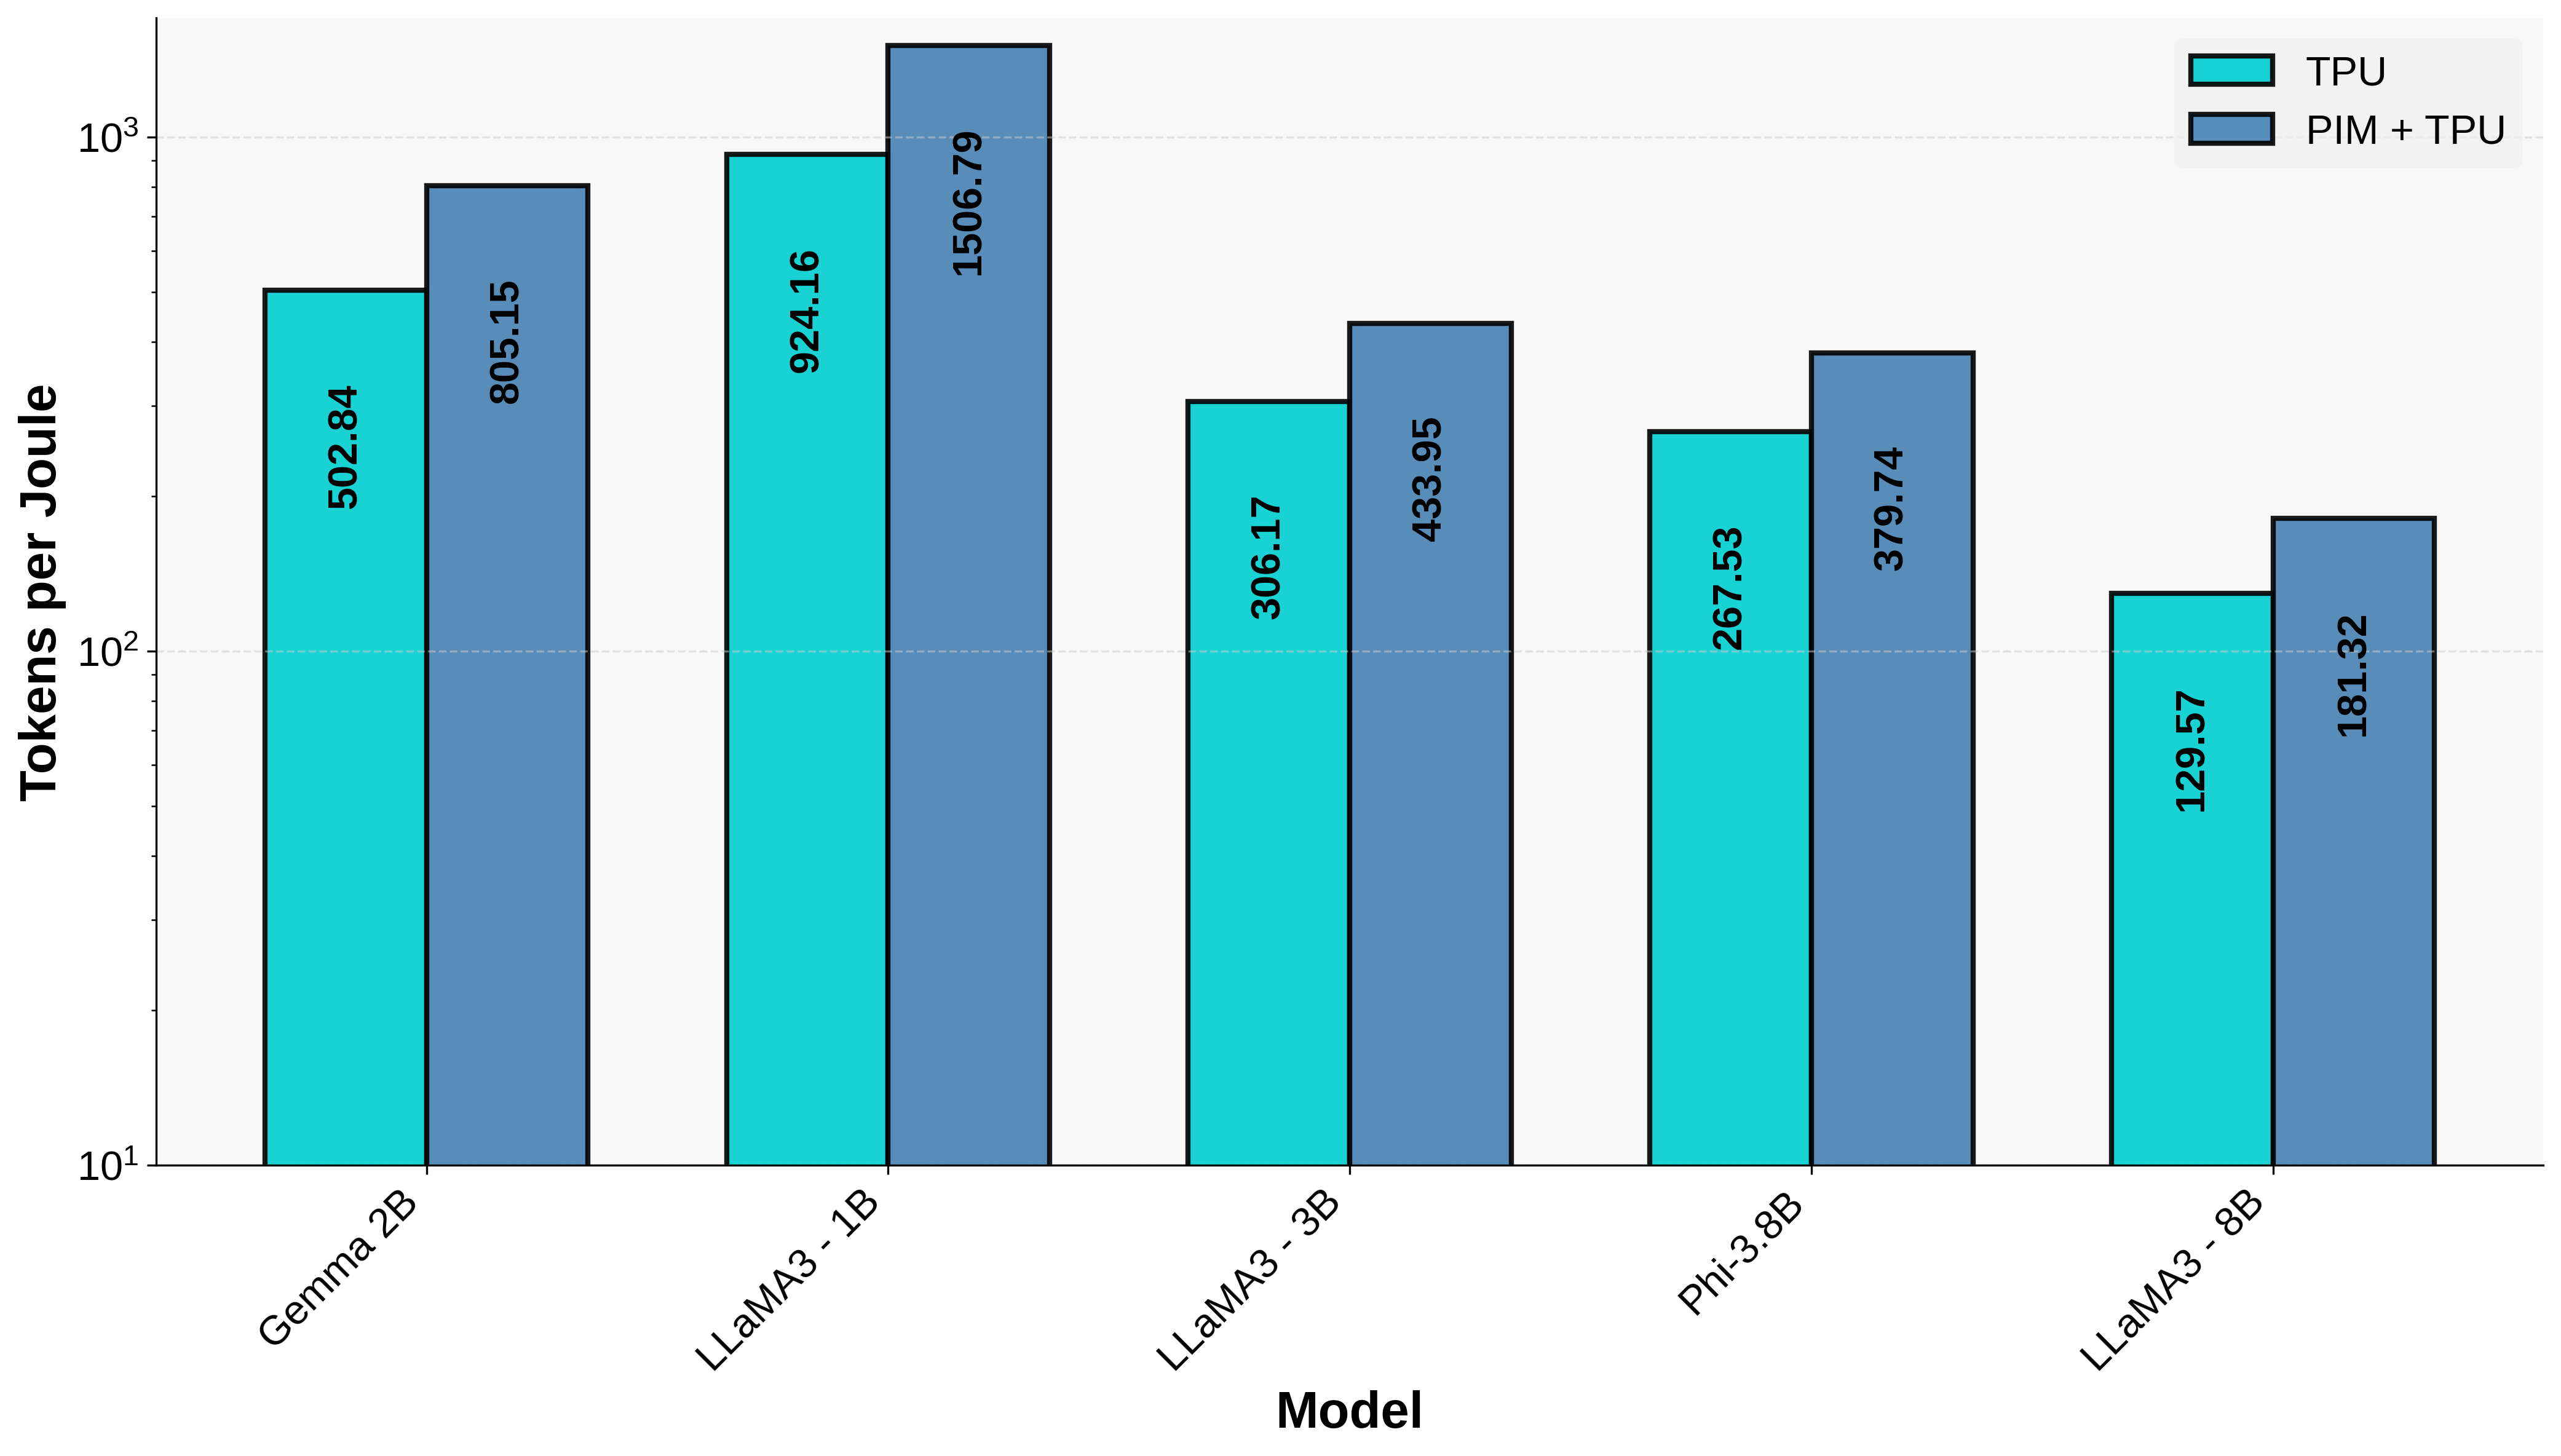 TPU
PIM + TPU
Tokens per Joule
10³
10²
10¹
502.84
805.15
924.16
1506.79
306.17
433.95
267.53
379.74
129.57
181.32
Gemma 2B
LLaMA3 - 1B
LLaMA3 - 3B
Phi-3.8B
LLaMA3 - 8B
Model